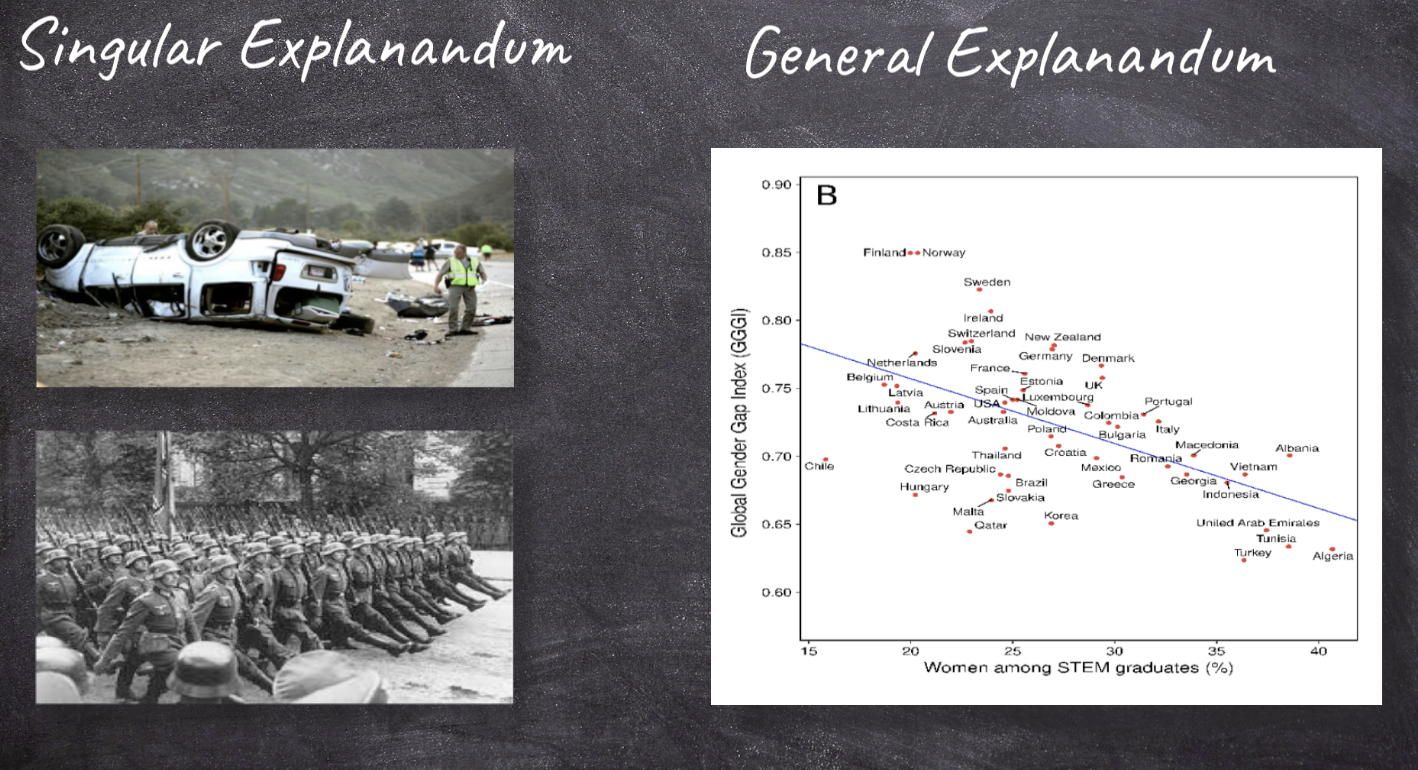 Singular Explanandum
General Explanandum
B
Global Gender Gap Index (GGGI)
0.90
0.85
0.80
0.75
0.70
0.65
0.60
Finland
Norway
Sweden
Ireland
Switzerland
Slovenia
New Zealand
Germany
Denmark
Netherlands
France
UK
Belgium
Latvia
Estonia
Spain
Luxembourg
Lithuania
Austria
USA
Moldova
Portugal
Costa Rica
Australia
Colombia
Italy
Poland
Bulgaria
Croatia
Macedonia
Albania
Thailand
Chile
Czech Republic
Mexico
Romania
Vietnam
Hungary
Brazil
Greece
Georgia
Slovakia
Indonesia
Malta
Korea
Qatar
United Arab Emirates
Tunisia
Turkey
Algeria
15
20
25
30
35
40
Women among STEM graduates (%)